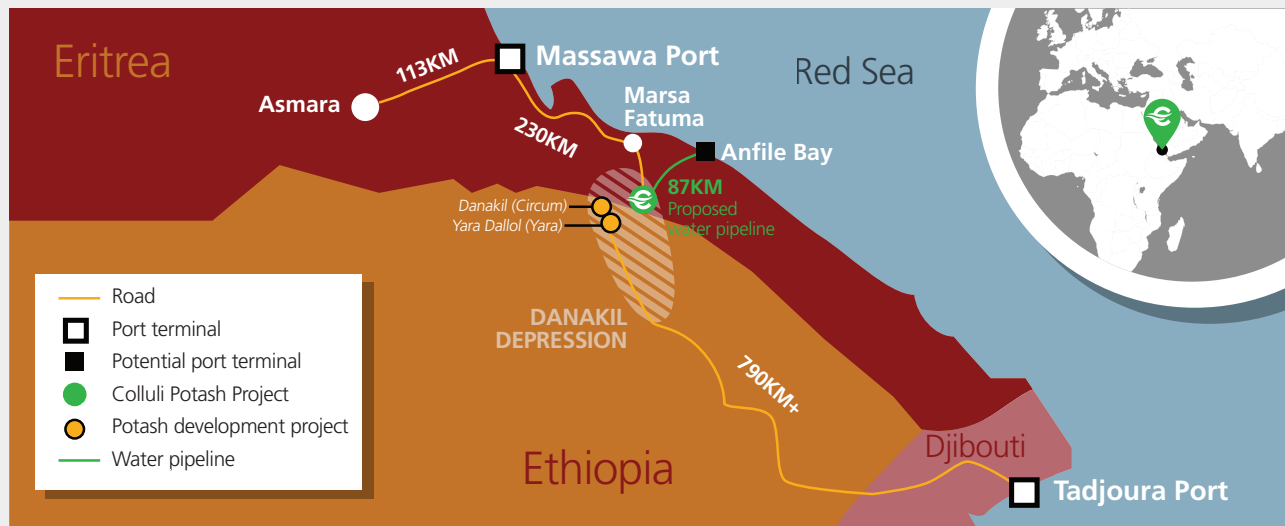 Eritrea
113KM
Massawa Port
Red Sea
Asmara
230KM
Marsa
Fatuma
Anfile Bay
87KM
Proposed
water pipeline
Danakil (Circum)
Yara Dallol (Yara)
DANAKIL
DEPRESSION
790KM+
Ethiopia
Djibouti
Tadjoura Port
Road
Port terminal
Potential port terminal
Colluli Potash Project
Potash development project
Water pipeline